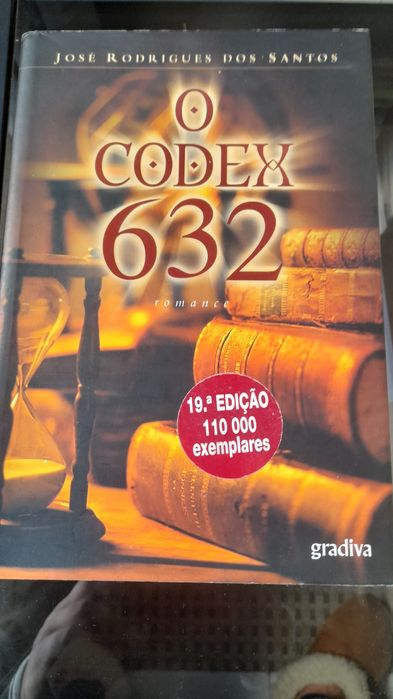 JOSÉ RODRIGUES DOS SANTOS
O
CODEX
632
romance
19.ª EDIÇÃO
110 000
exemplares
gradiva